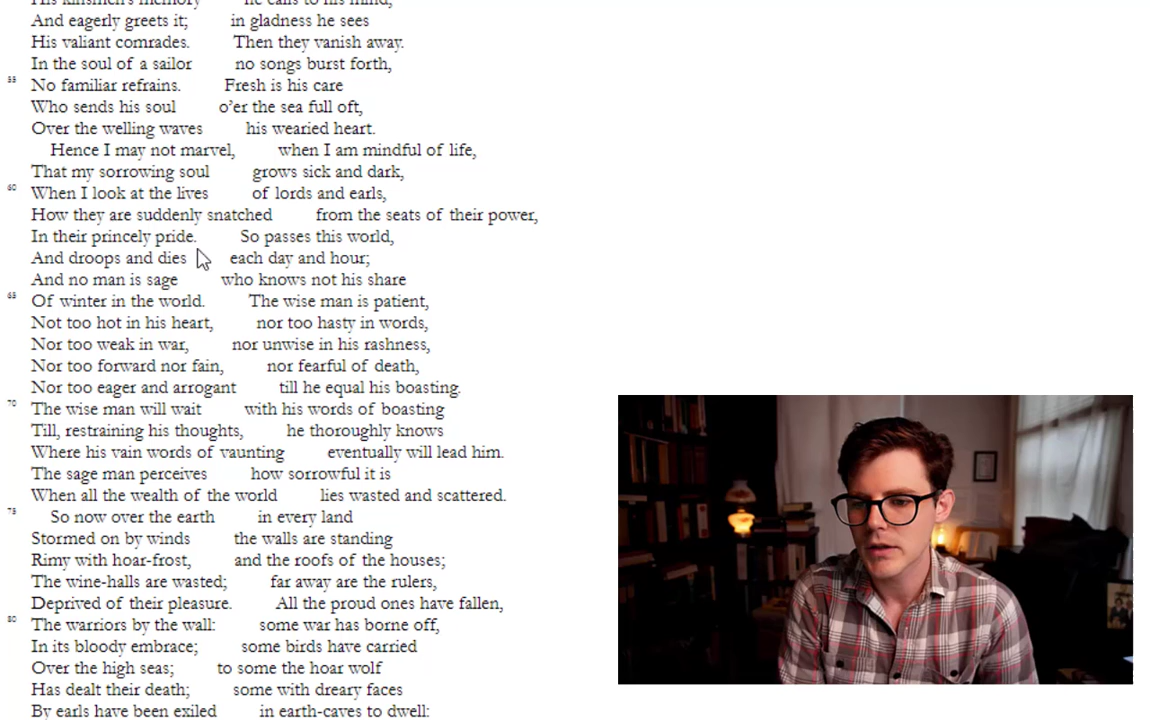 His kinsmen's memory he calls to his mind,
And eagerly greets it; in gladness he sees
His valiant comrades. Then they vanish away.
In the soul of a sailor no songs burst forth,
55 No familiar refrains. Fresh is his care
Who sends his soul o'er the sea full oft,
Over the welling waves his wearied heart.
Hence I may not marvel, when I am mindful of life,
That my sorrowing soul grows sick and dark,
60 When I look at the lives of lords and earls,
How they are suddenly snatched from the seats of their power,
In their princely pride. So passes this world,
And droops and dies each day and hour;
And no man is sage who knows not his share
65 Of winter in the world. The wise man is patient,
Not too hot in his heart, nor too hasty in words,
Nor too weak in war, nor unwise in his rashness,
Nor too forward nor fain, nor fearful of death,
Nor too eager and arrogant till he equal his boasting.
70 The wise man will wait with his words of boasting
Till, restraining his thoughts, he thoroughly knows
Where his vain words of vaunting eventually will lead him.
The sage man perceives how sorrowful it is
When all the wealth of the world lies wasted and scattered.
75 So now over the earth in every land
Stormed on by winds the walls are standing
Rimy with hoar-frost, and the roofs of the houses;
The wine-halls are wasted; far away are the rulers,
Deprived of their pleasure. All the proud ones have fallen,
80 The warriors by the wall: some war has borne off,
In its bloody embrace; some birds have carried
Over the high seas; to some the hoar wolf
Has dealt their death; some with dreary faces
By earls have been exiled in earth-caves to dwell: